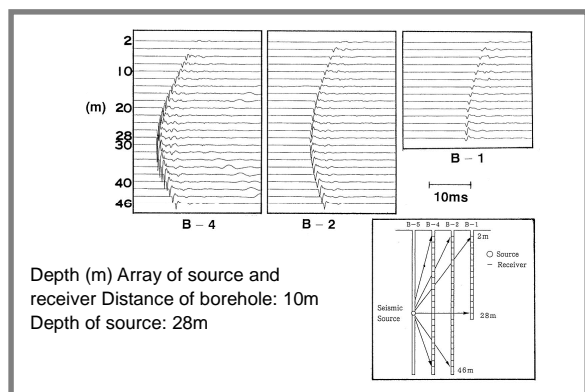 2
10
(m)
20
28
30
40
46
B – 4
B – 2
B – 1
10ms
Depth (m) Array of source and
receiver Distance of borehole: 10m
Depth of source: 28m
B-5 B-4 B-2 B-1
2m
Source
Receiver
Seismic
Source
28m
46m